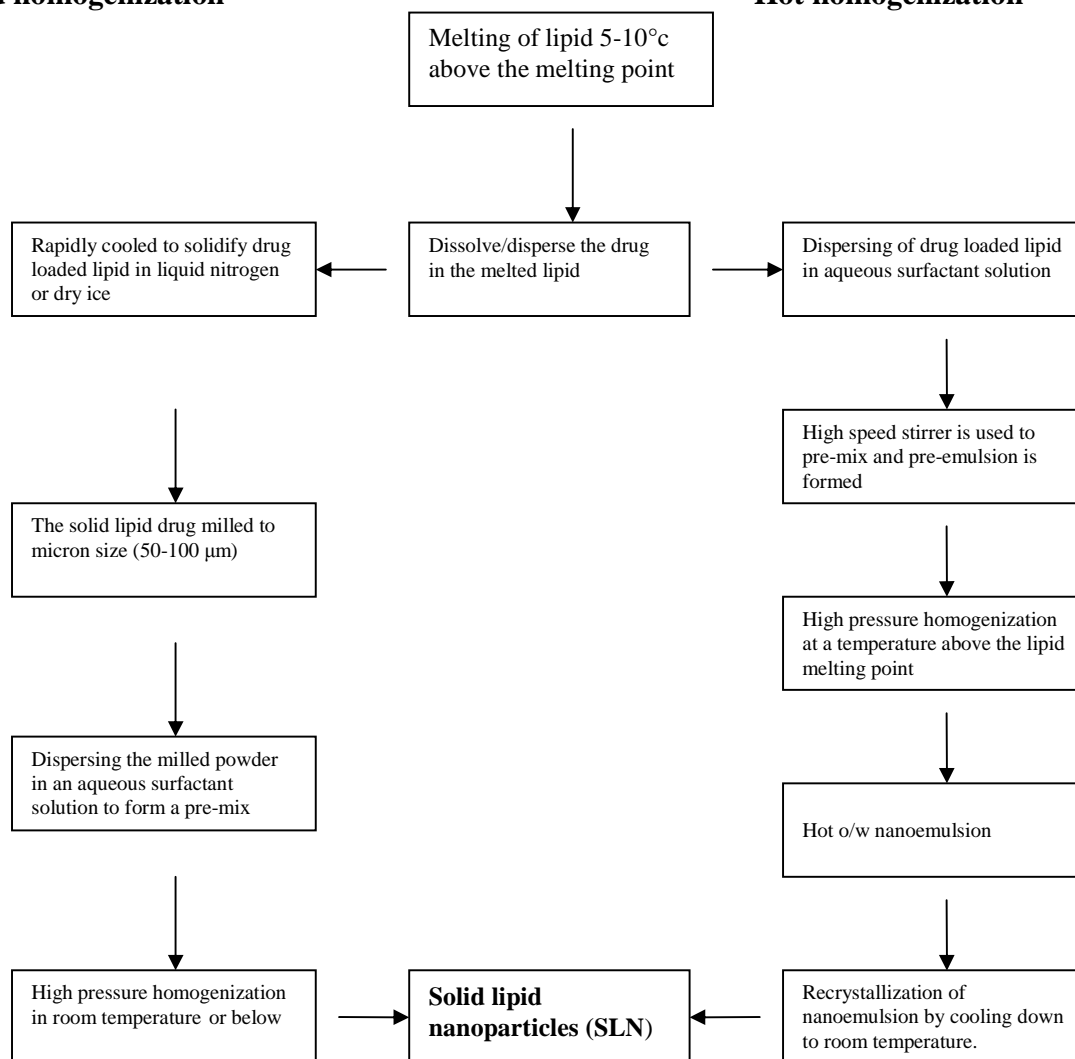 homogenization
Hot homogenization
Melting of lipid 5-10°c
above the melting point
Rapidly cooled to solidify drug
loaded lipid in liquid nitrogen
or dry ice
Dissolve/disperse the drug
in the melted lipid
Dispersing of drug loaded lipid
in aqueous surfactant solution
High speed stirrer is used to
pre-mix and pre-emulsion is
formed
The solid lipid drug milled to
micron size (50-100 μm)
High pressure homogenization
at a temperature above the lipid
melting point
Dispersing the milled powder
in an aqueous surfactant
solution to form a pre-mix
Hot o/w nanoemulsion
High pressure homogenization
in room temperature or below
Solid lipid
nanoparticles (SLN)
Recrystallization of
nanoemulsion by cooling down
to room temperature.